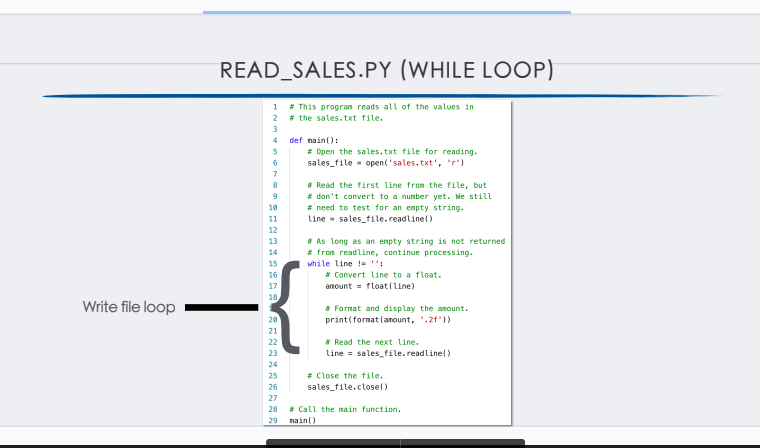 READ_SALES.PY (WHILE LOOP)
1 # This program reads all of the values in
2 # the sales.txt file.
3
4 def main():
5 # Open the sales.txt file for reading.
6 sales_file = open('sales.txt', 'r')
7
8 # Read the first line from the file, but
9 # don't convert to a number yet. We still
10 # need to test for an empty string.
11 line = sales_file.readline()
12
13 # As long as an empty string is not returned
14 # from readline, continue processing.
15 while line != '':
16 # Convert line to a float.
17 amount = float(line)
18
Write file loop
# Format and display the amount.
20 print(format(amount, '.2f'))
21
22 # Read the next line.
23 line = sales_file.readline()
24
25 # Close the file.
26 sales_file.close()
27
28 # Call the main function.
29 main()